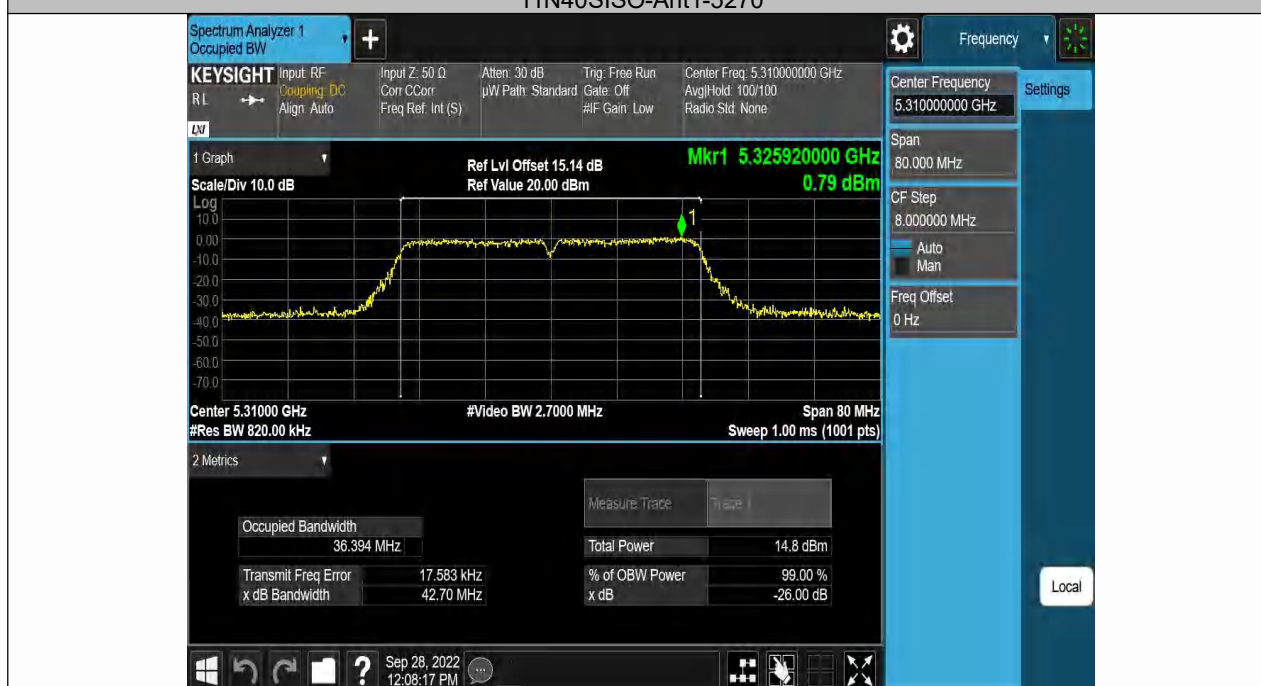 11N40SISO-Ant1-5270
Spectrum Analyzer 1
Occupied BW
Frequency
KEYSIGHT
RL
LXI
Input: RF
Coupling: DC
Align: Auto
Input Z: 50 Ω
Corr CCorr
Freq Ref: Int (S)
Atten: 30 dB
µW Path: Standard
Trig: Free Run
Gate: Off
#IF Gain: Low
Center Freq: 5.310000000 GHz
Avg|Hold: 100/100
Radio Std: None
Center Frequency
5.310000000 GHz
Settings
Span
80.000 MHz
CF Step
8.000000 MHz
Auto
Man
Freq Offset
0 Hz
1 Graph
Scale/Div 10.0 dB
Ref Lvl Offset 15.14 dB
Ref Value 20.00 dBm
Mkr1 5.325920000 GHz
0.79 dBm
Log
10.0
0.00
-10.0
-20.0
-30.0
-40.0
-50.0
-60.0
-70.0
1
Center 5.31000 GHz
#Video BW 2.7000 MHz
Span 80 MHz
#Res BW 820.00 kHz
Sweep 1.00 ms (1001 pts)
2 Metrics
Measure Trace
Trace 1
Occupied Bandwidth
36.394 MHz
Total Power
14.8 dBm
Transmit Freq Error
17.583 kHz
% of OBW Power
99.00 %
x dB Bandwidth
42.70 MHz
x dB
-26.00 dB
Local
?
Sep 28, 2022
12:08:17 PM